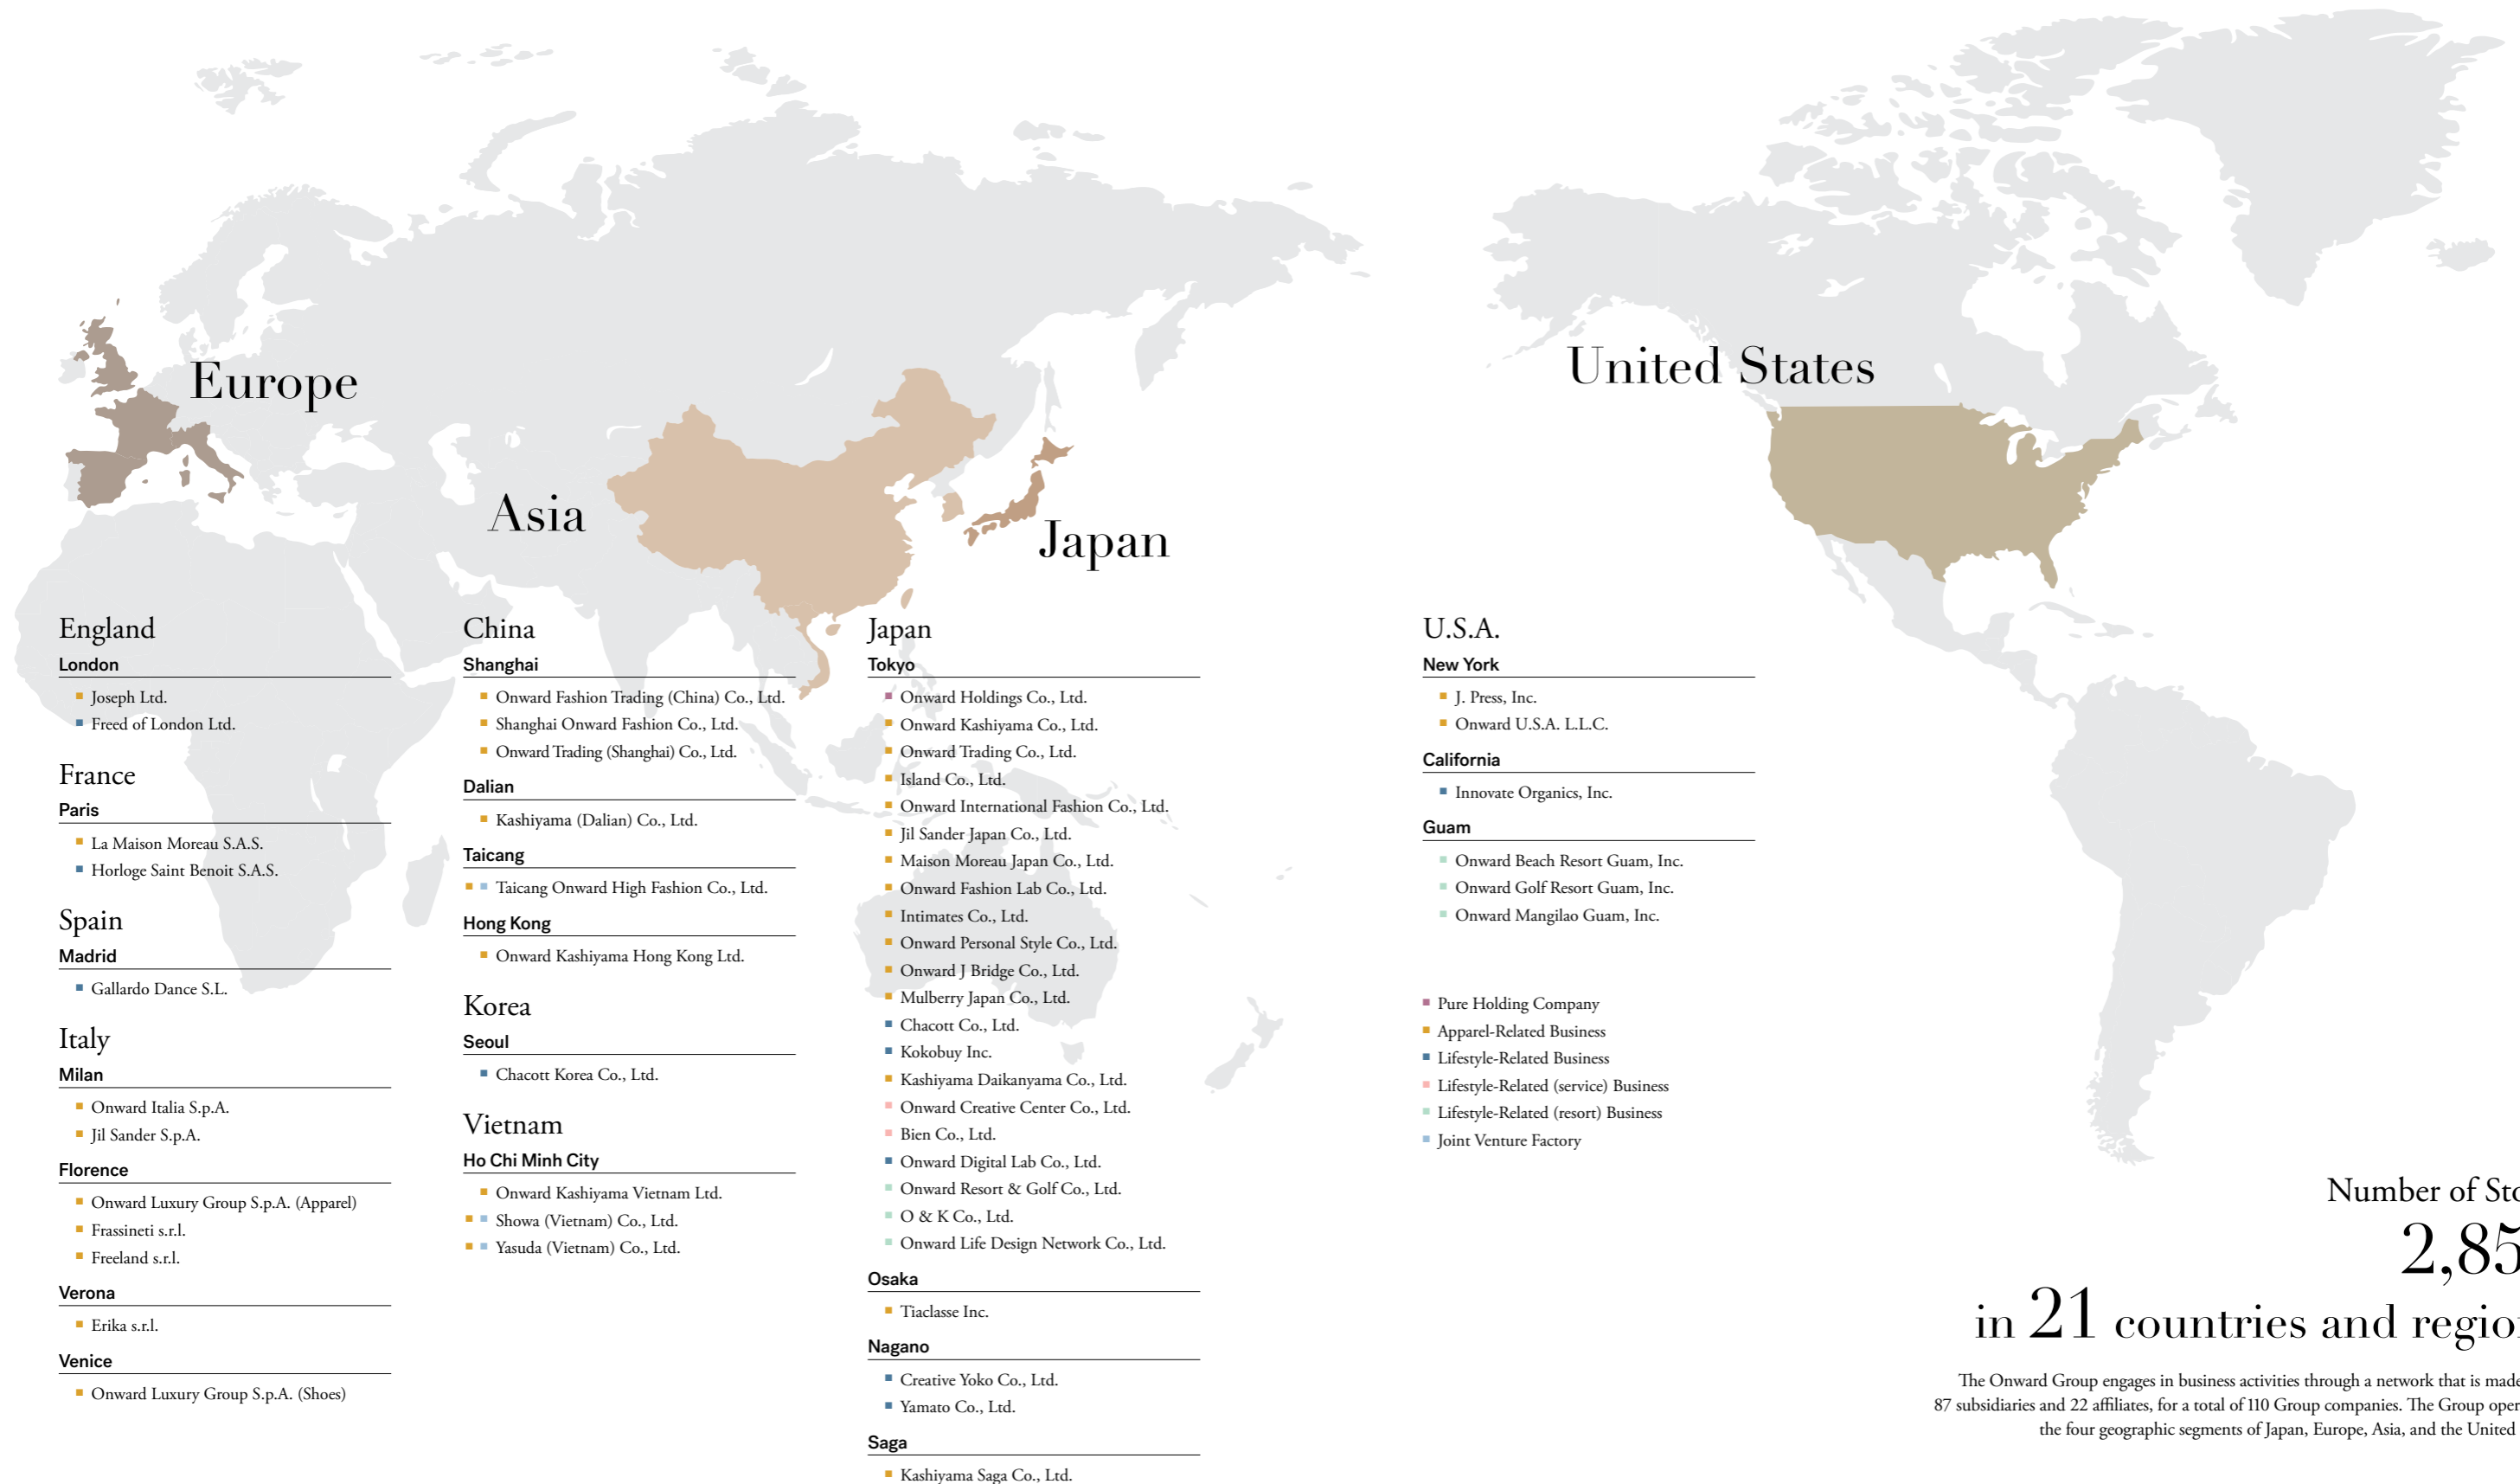 Europe
Asia
Japan
United States
England
London
Joseph Ltd.
Freed of London Ltd.
France
Paris
La Maison Moreau S.A.S.
Horloge Saint Benoit S.A.S.
Spain
Madrid
Gallardo Dance S.L.
Italy
Milan
Onward Italia S.p.A.
Jil Sander S.p.A.
Florence
Onward Luxury Group S.p.A. (Apparel)
Frassineti s.r.l.
Freeland s.r.l.
Verona
Erika s.r.l.
Venice
Onward Luxury Group S.p.A. (Shoes)
China
Shanghai
Onward Fashion Trading (China) Co., Ltd.
Shanghai Onward Fashion Co., Ltd.
Onward Trading (Shanghai) Co., Ltd.
Dalian
Kashiyama (Dalian) Co., Ltd.
Taicang
Taicang Onward High Fashion Co., Ltd.
Hong Kong
Onward Kashiyama Hong Kong Ltd.
Korea
Seoul
Chacott Korea Co., Ltd.
Vietnam
Ho Chi Minh City
Onward Kashiyama Vietnam Ltd.
Showa (Vietnam) Co., Ltd.
Yasuda (Vietnam) Co., Ltd.
Japan
Tokyo
Onward Holdings Co., Ltd.
Onward Kashiyama Co., Ltd.
Onward Trading Co., Ltd.
Island Co., Ltd.
Onward International Fashion Co., Ltd.
Jil Sander Japan Co., Ltd.
Maison Moreau Japan Co., Ltd.
Onward Fashion Lab Co., Ltd.
Intimates Co., Ltd.
Onward Personal Style Co., Ltd.
Onward J Bridge Co., Ltd.
Mulberry Japan Co., Ltd.
Chacott Co., Ltd.
Kokobuy Inc.
Kashiyama Daikanyama Co., Ltd.
Onward Creative Center Co., Ltd.
Bien Co., Ltd.
Onward Digital Lab Co., Ltd.
Onward Resort & Golf Co., Ltd.
O & K Co., Ltd.
Onward Life Design Network Co., Ltd.
Osaka
Tiaclasse Inc.
Nagano
Creative Yoko Co., Ltd.
Yamato Co., Ltd.
Saga
Kashiyama Saga Co., Ltd.
U.S.A.
New York
J. Press, Inc.
Onward U.S.A. L.L.C.
California
Innovate Organics, Inc.
Guam
Onward Beach Resort Guam, Inc.
Onward Golf Resort Guam, Inc.
Onward Mangilao Guam, Inc.
Pure Holding Company
Apparel-Related Business
Lifestyle-Related Business
Lifestyle-Related (service) Business
Lifestyle-Related (resort) Business
Joint Venture Factory
Number of
2,85
in 21 countries and
The Onward Group engages in business activities through a network that is made
87 subsidiaries and 22 affiliates, for a total of 110 Group companies. The Group
the four geographic segments of Japan, Europe, Asia, and the United